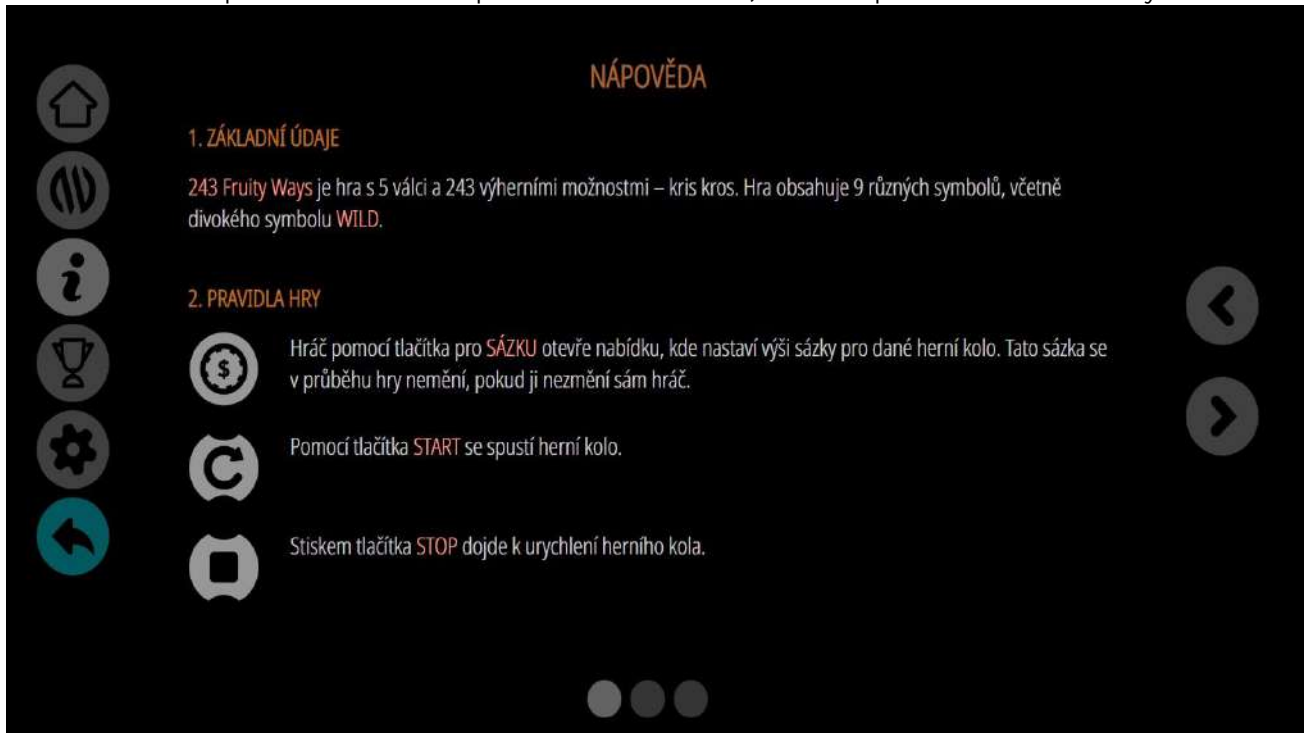 NÁPOVĚDA
1. ZÁKLADNÍ ÚDAJE
243 Fruity Ways je hra s 5 válci a 243 výherními možnostmi – kris kros. Hra obsahuje 9 různých symbolů, včetně
divokého symbolu WILD.
2. PRAVIDLA HRY
Hráč pomocí tlačítka pro SÁZKU otevře nabídku, kde nastaví výši sázky pro dané herní kolo. Tato sázka se
v průběhu hry nemění, pokud ji nezmění sám hráč.
Pomocí tlačítka START se spustí herní kolo.
Stiskem tlačítka STOP dojde k urychlení herního kola.